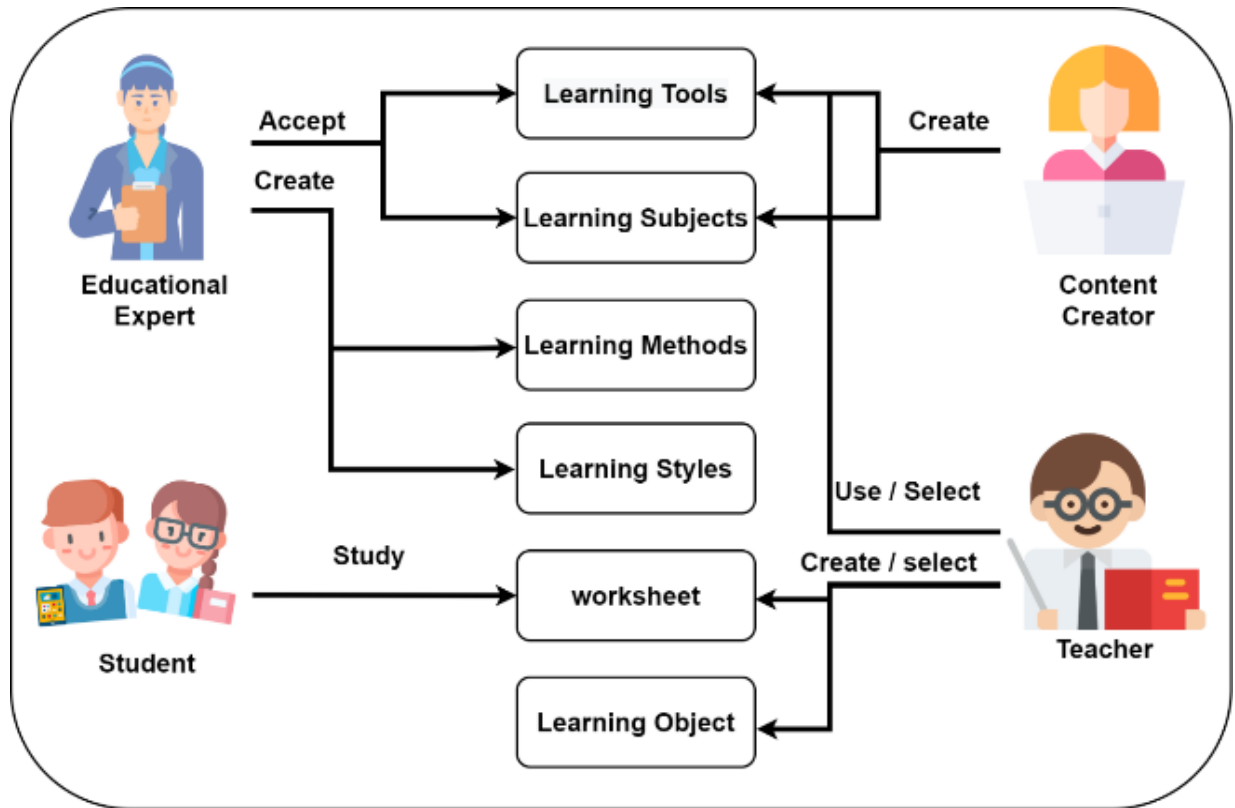 Learning Tools
Accept
Create
Create
Learning Subjects
Educational
Expert
Content
Creator
Learning Methods
Learning Styles
Use / Select
Study
Create / select
worksheet
Student
Teacher
Learning Object